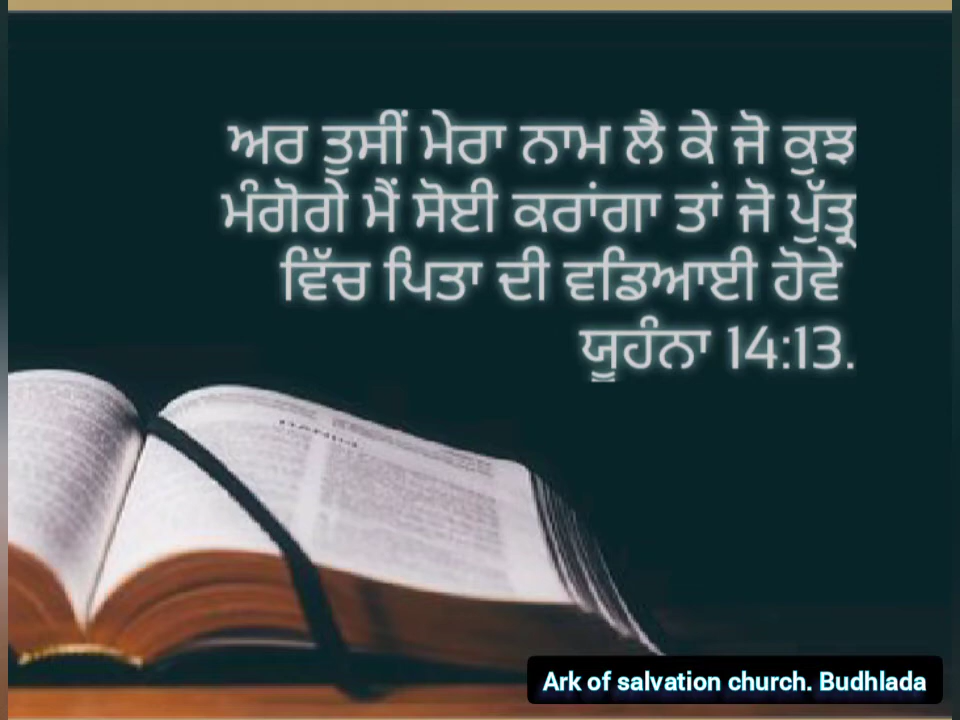 ਅਰ ਤੁਸੀਂ ਮੇਰਾ ਨਾਮ ਲੈ ਕੇ ਜੋ ਕੁਝ
ਮੰਗੋਗੇ ਮੈਂ ਸੋਈ ਕਰਾਂਗਾ ਤਾਂ ਜੋ ਪੁੱਤ੍ਰ
ਵਿੱਚ ਪਿਤਾ ਦੀ ਵਡਿਆਈ ਹੋਵੇ
ਯੂਹੰਨਾ 14:13.
Ark of salvation church. Budhlada